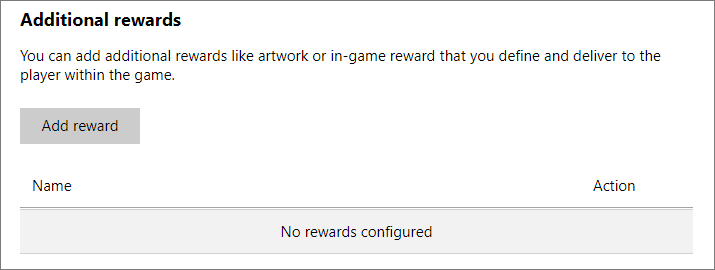 Additional rewards
You can add additional rewards like artwork or in-game reward that you define and deliver to the
player within the game.
Add reward
Name Action
No rewards configured